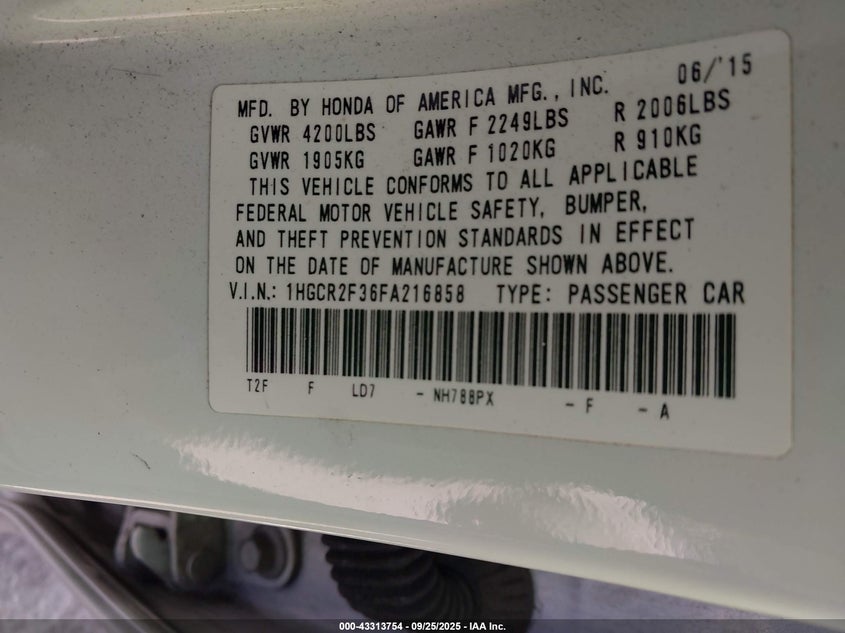 06/'15
MFD. BY HONDA OF AMERICA MFG., INC.
GVWR 4200LBS GAWR F 2249LBS R 2006LBS
GVWR 1905KG GAWR F 1020KG R 910KG
THIS VEHICLE CONFORMS TO ALL APPLICABLE
FEDERAL MOTOR VEHICLE SAFETY, BUMPER,
AND THEFT PREVENTION STANDARDS IN EFFECT
ON THE DATE OF MANUFACTURE SHOWN ABOVE.
V.I.N.: 1HGCR2F36FA216858 TYPE: PASSENGER CAR
T2F F LD7 - NH788PX - F - A
000-43313754 - 09/25/2025 - IAA Inc.